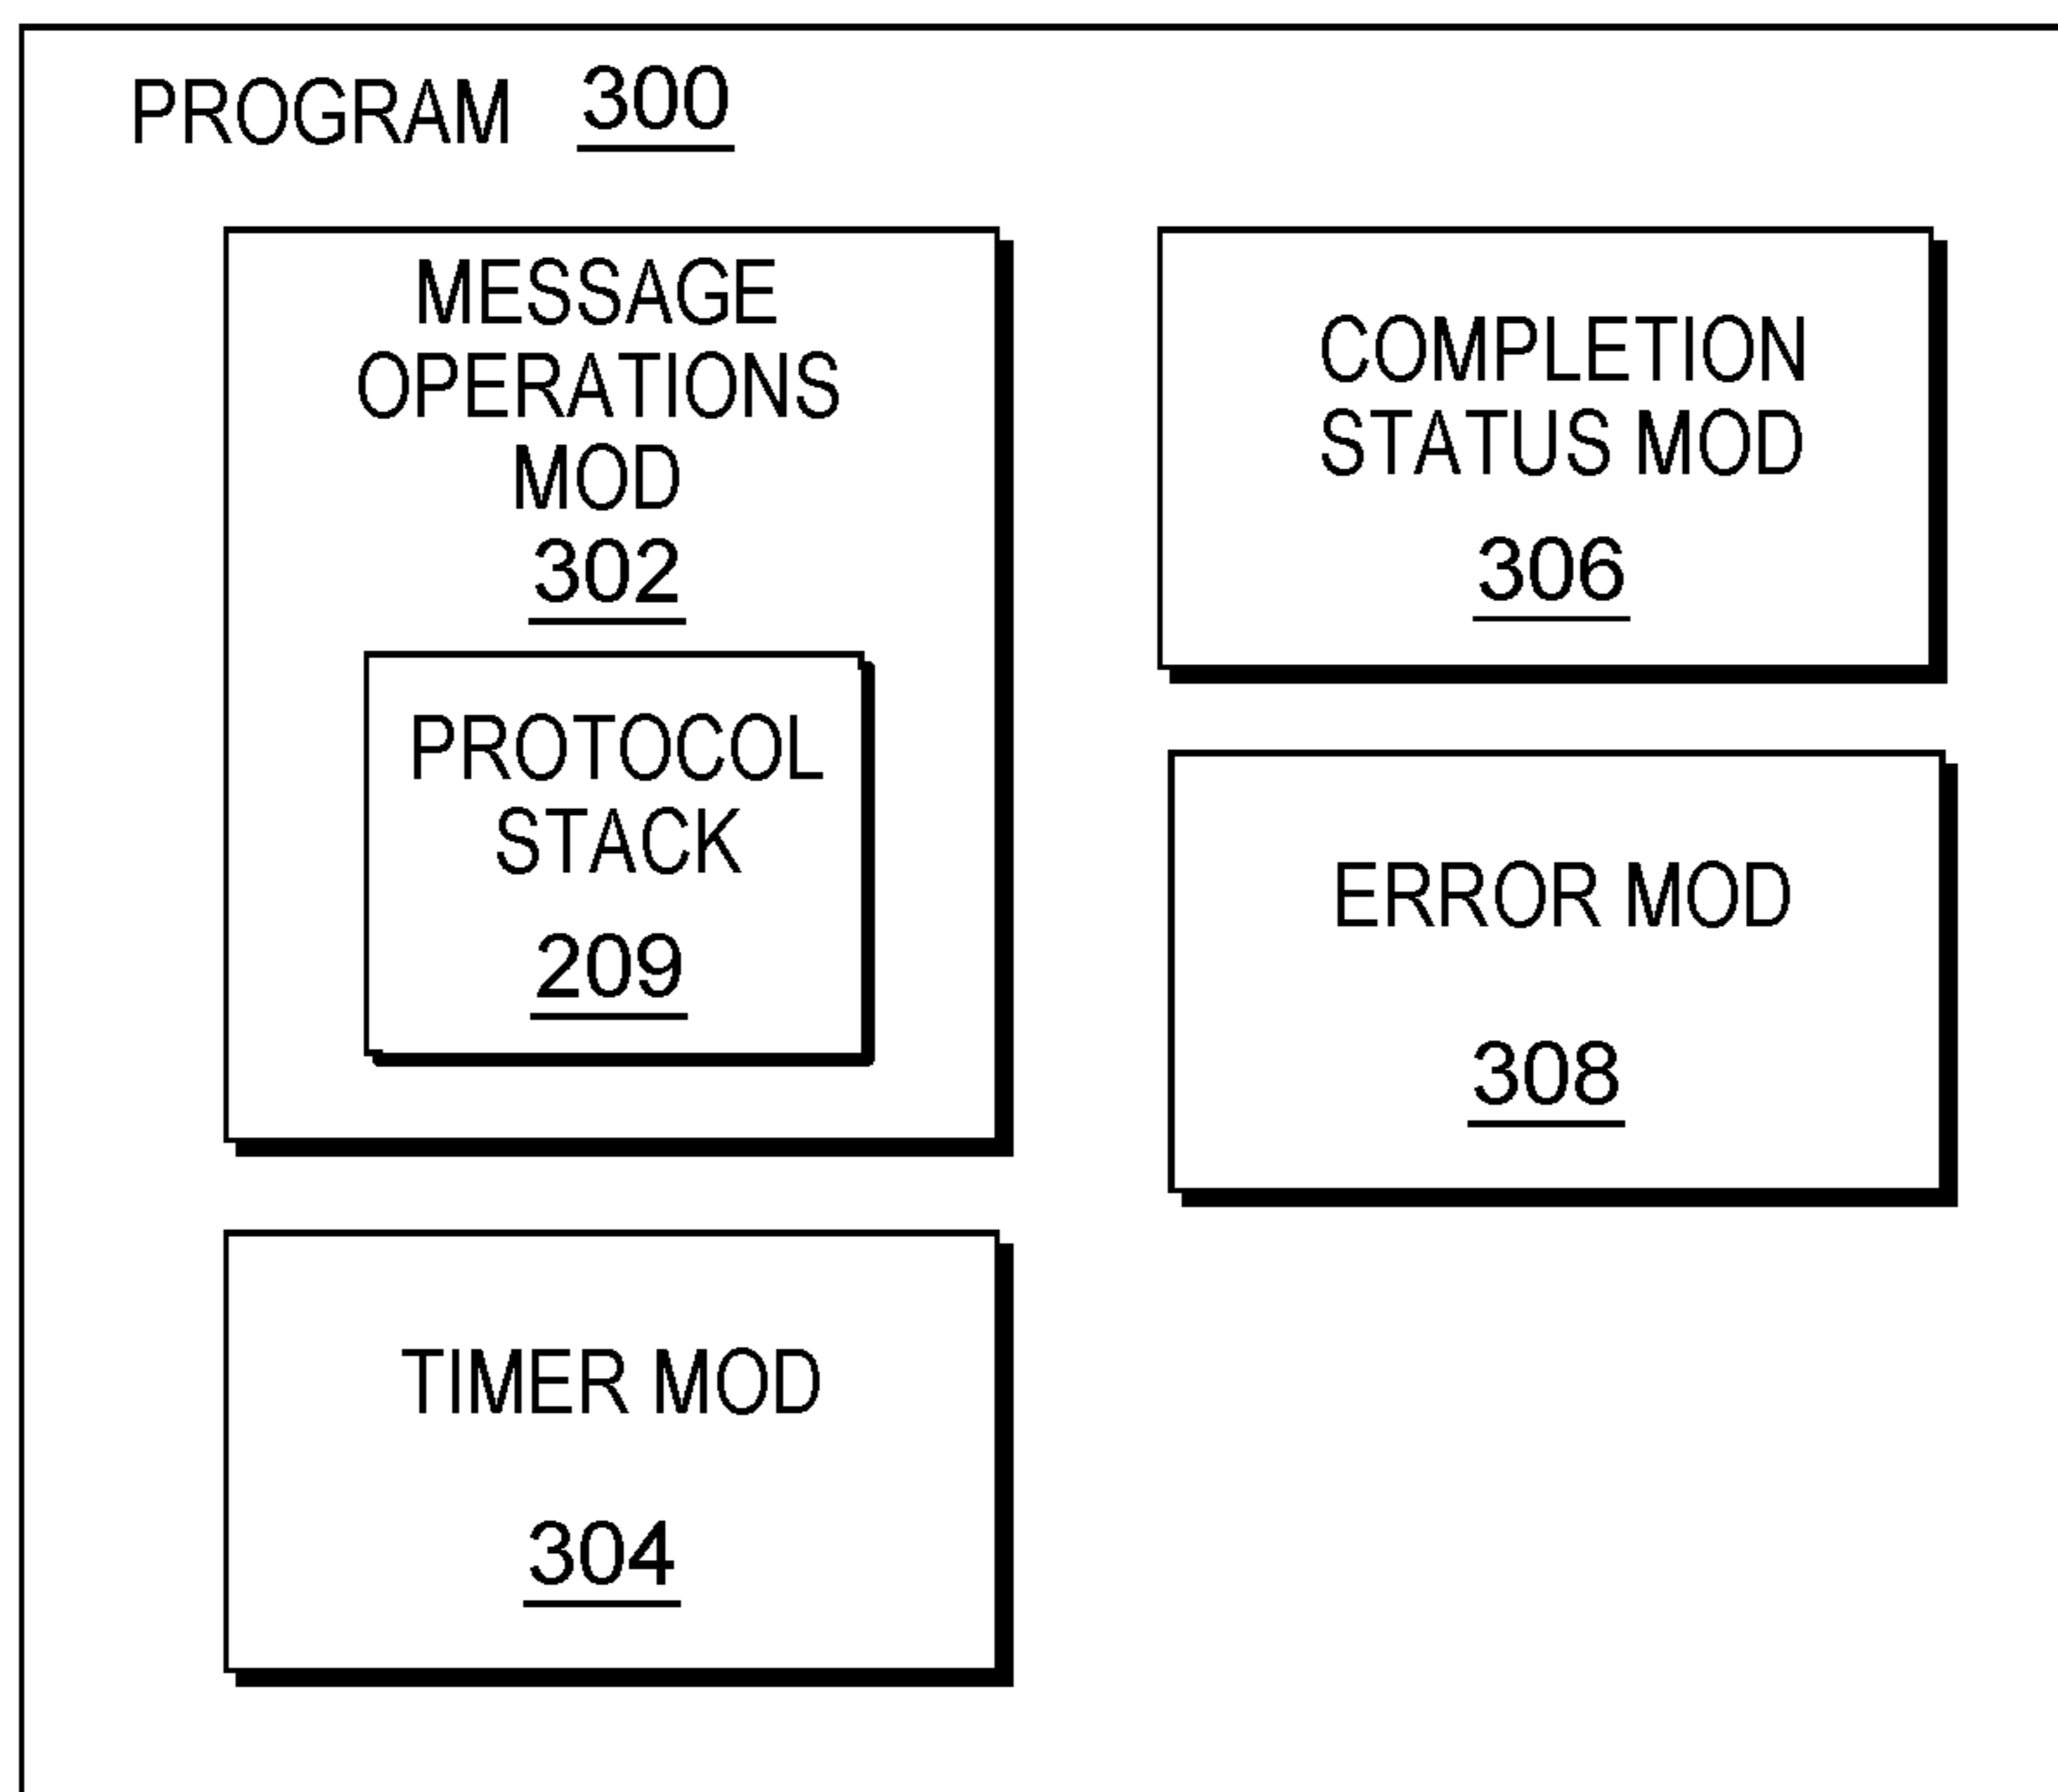 PROGRAM 300
MESSAGE
OPERATIONS
MOD
302
PROTOCOL
STACK
209
TIMER MOD
304
COMPLETION
STATUS MOD
306
ERROR MOD
308